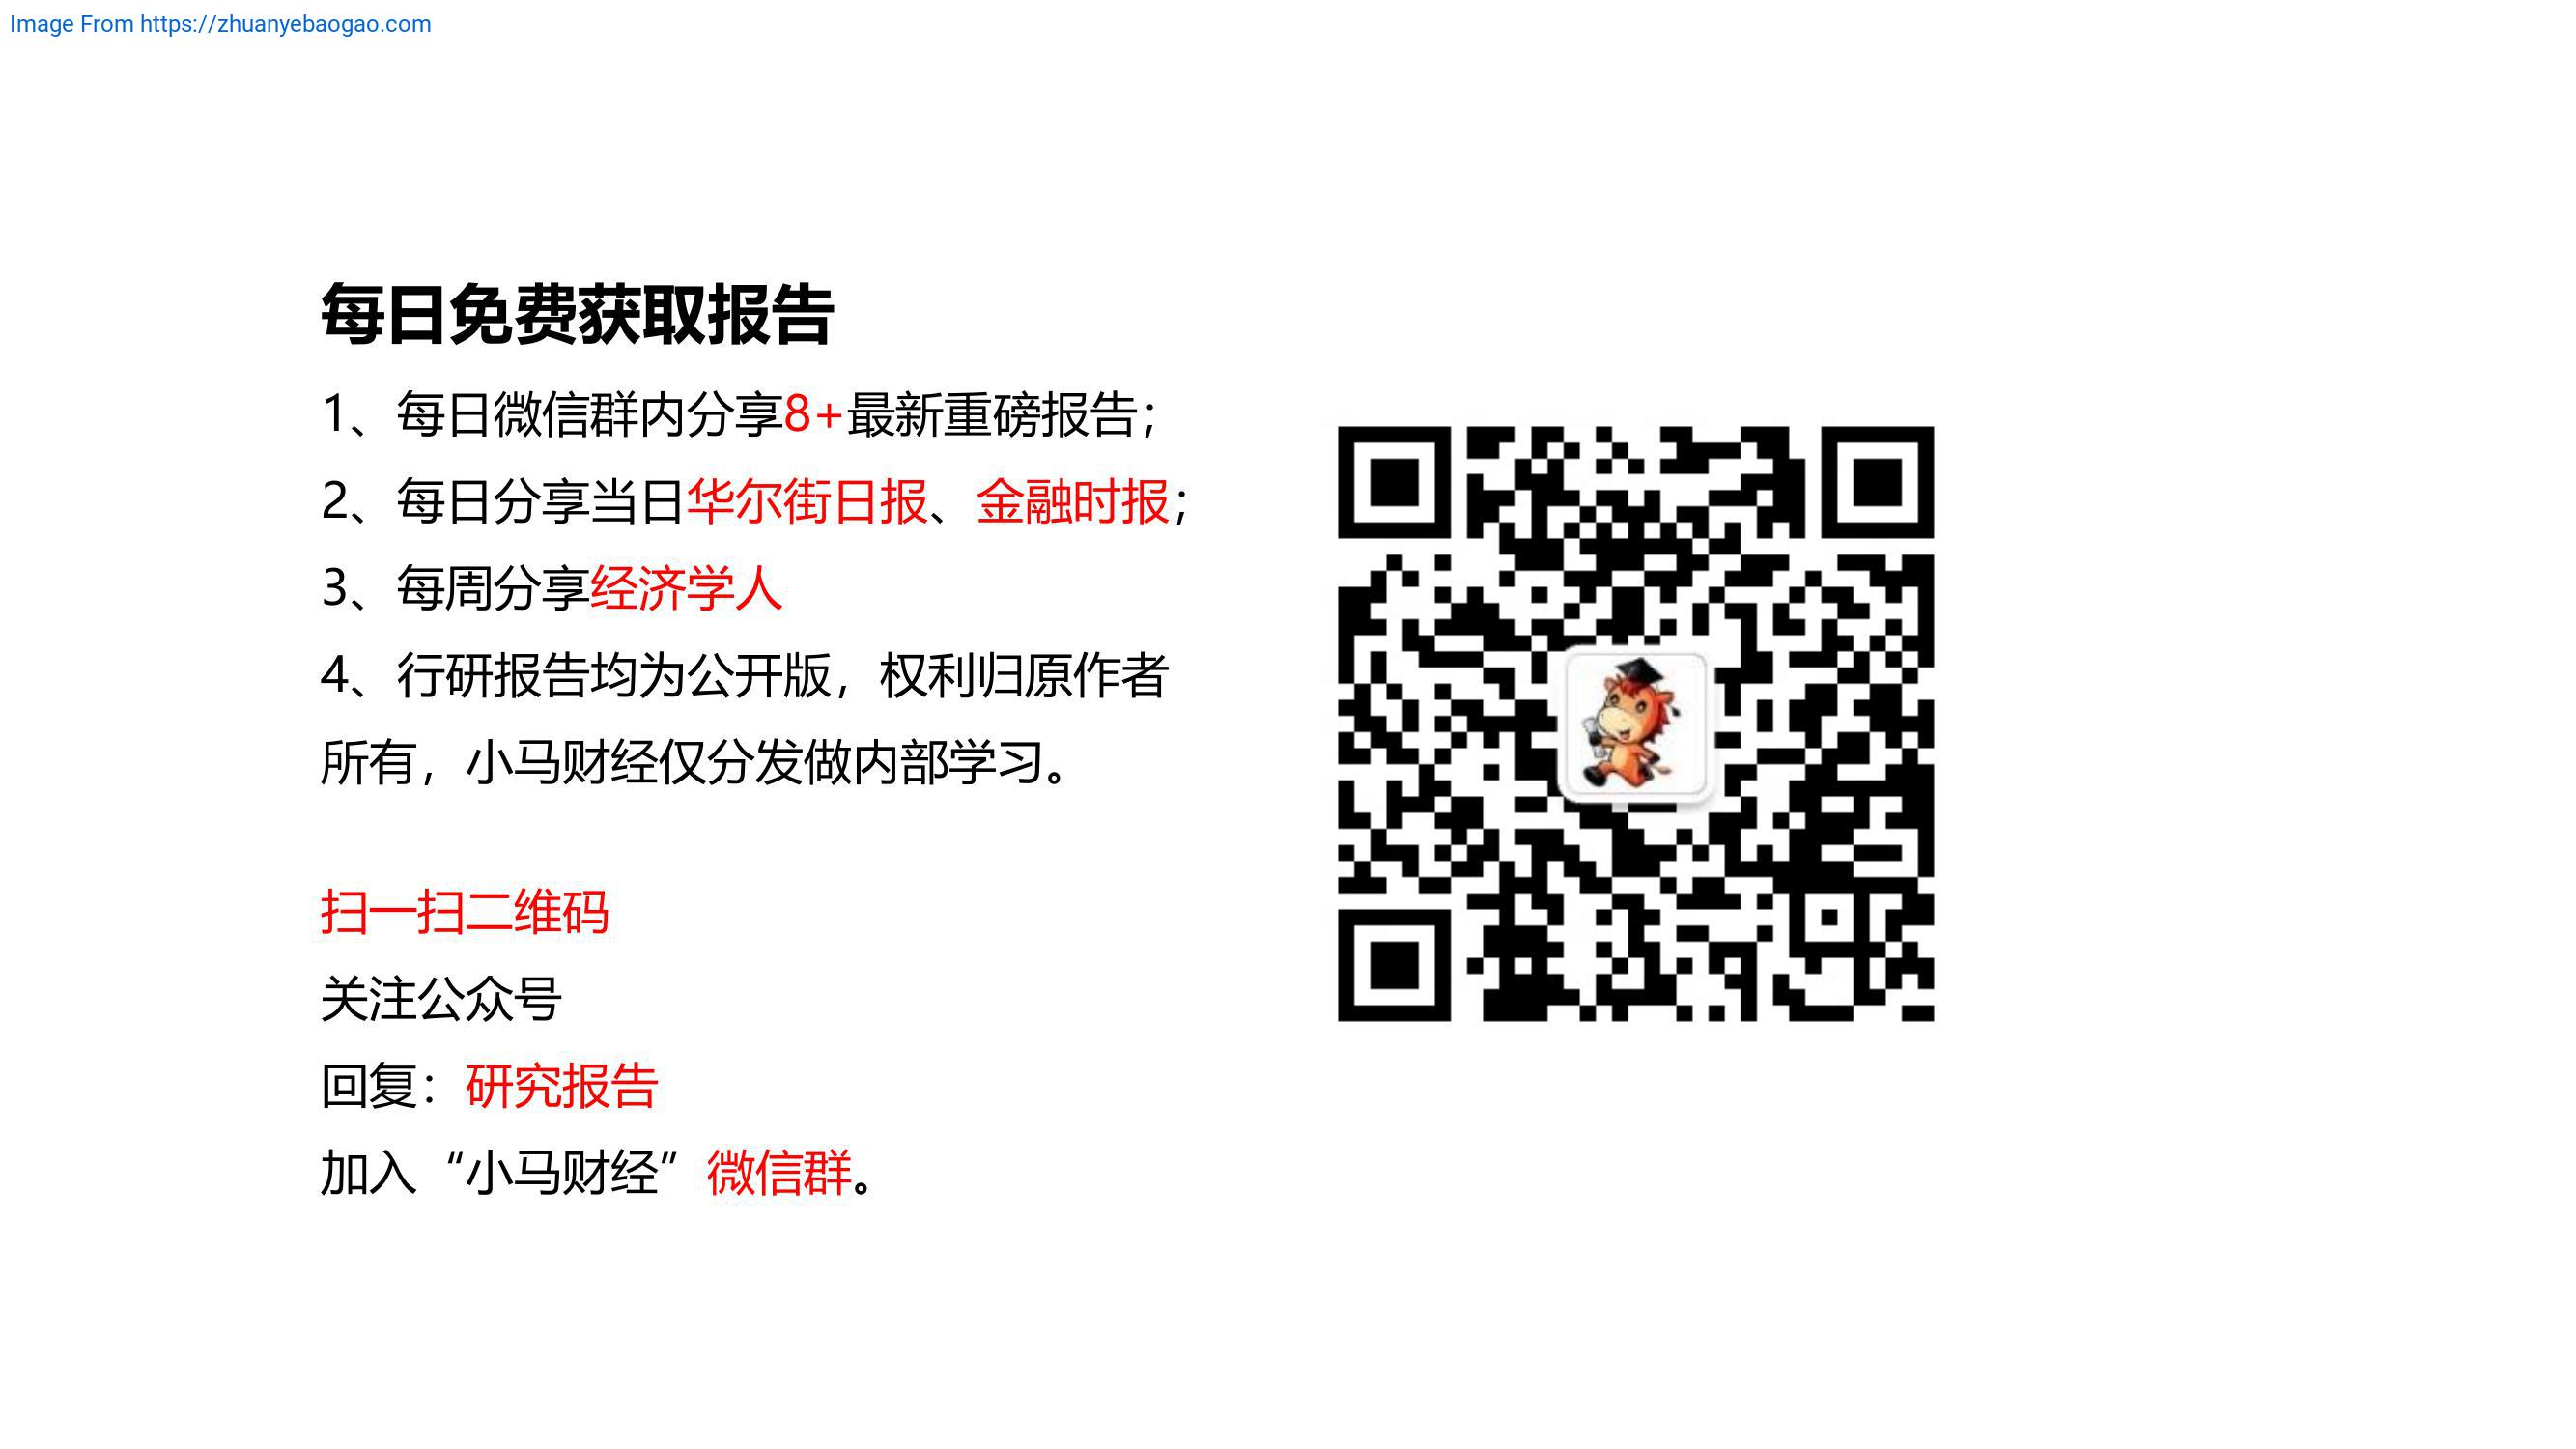 Image From https://zhuanyebaogao.com
每日免费获取报告
1、每日微信群内分享8+最新重磅报告；
2、每日分享当日华尔街日报、金融时报；
3、每周分享经济学人
4、行研报告均为公开版，权利归原作者
所有，小马财经仅分发做内部学习。
扫一扫二维码
关注公众号
回复：研究报告
加入“小马财经”微信群。